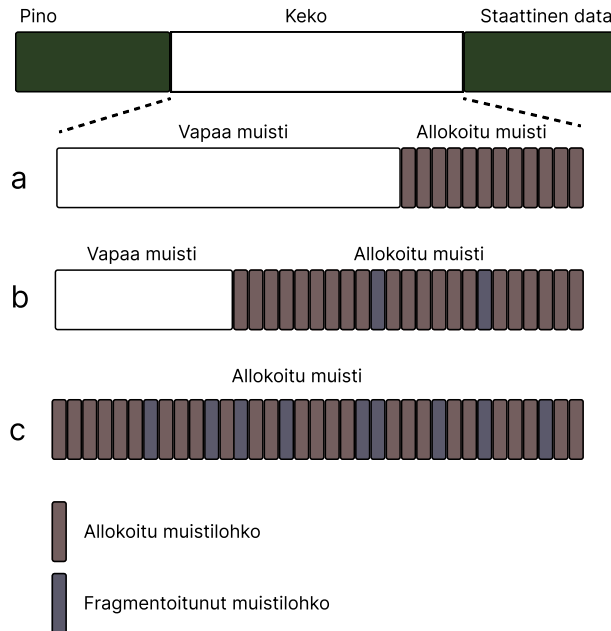 Pino Keko Staattinen data
Vapaa muisti Allokoitu muisti
a
Vapaa muisti Allokoitu muisti
b
Allokoitu muisti
c
Allokoitu muistilohko
Fragmentoitunut muistilohko